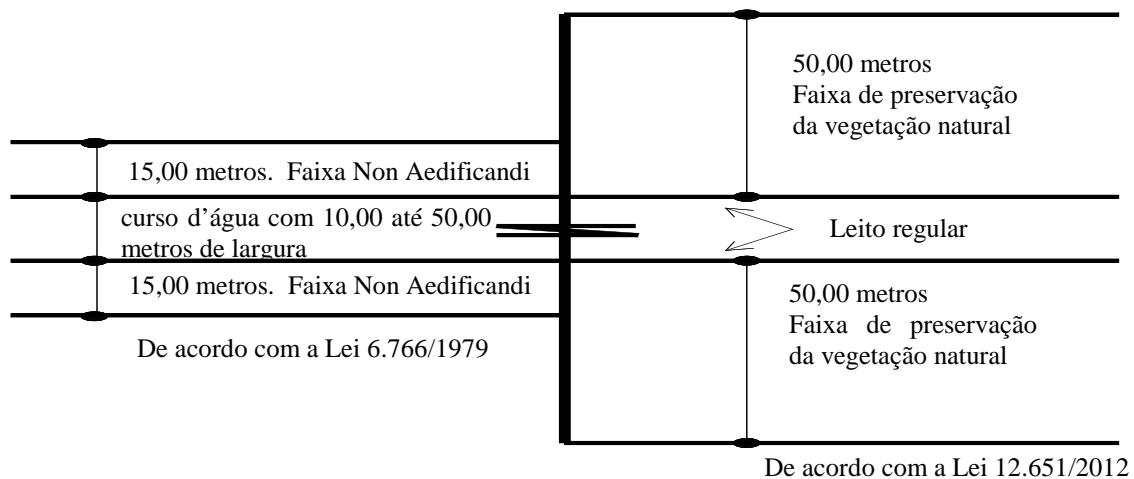 50,00 metros
Faixa de preservação
da vegetação natural
15,00 metros. Faixa Non Aedificandi
curso d'água com 10,00 até 50,00
metros de largura
Leito regular
15,00 metros. Faixa Non Aedificandi
50,00 metros
Faixa de preservação
da vegetação natural
De acordo com a Lei 6.766/1979
De acordo com a Lei 12.651/2012